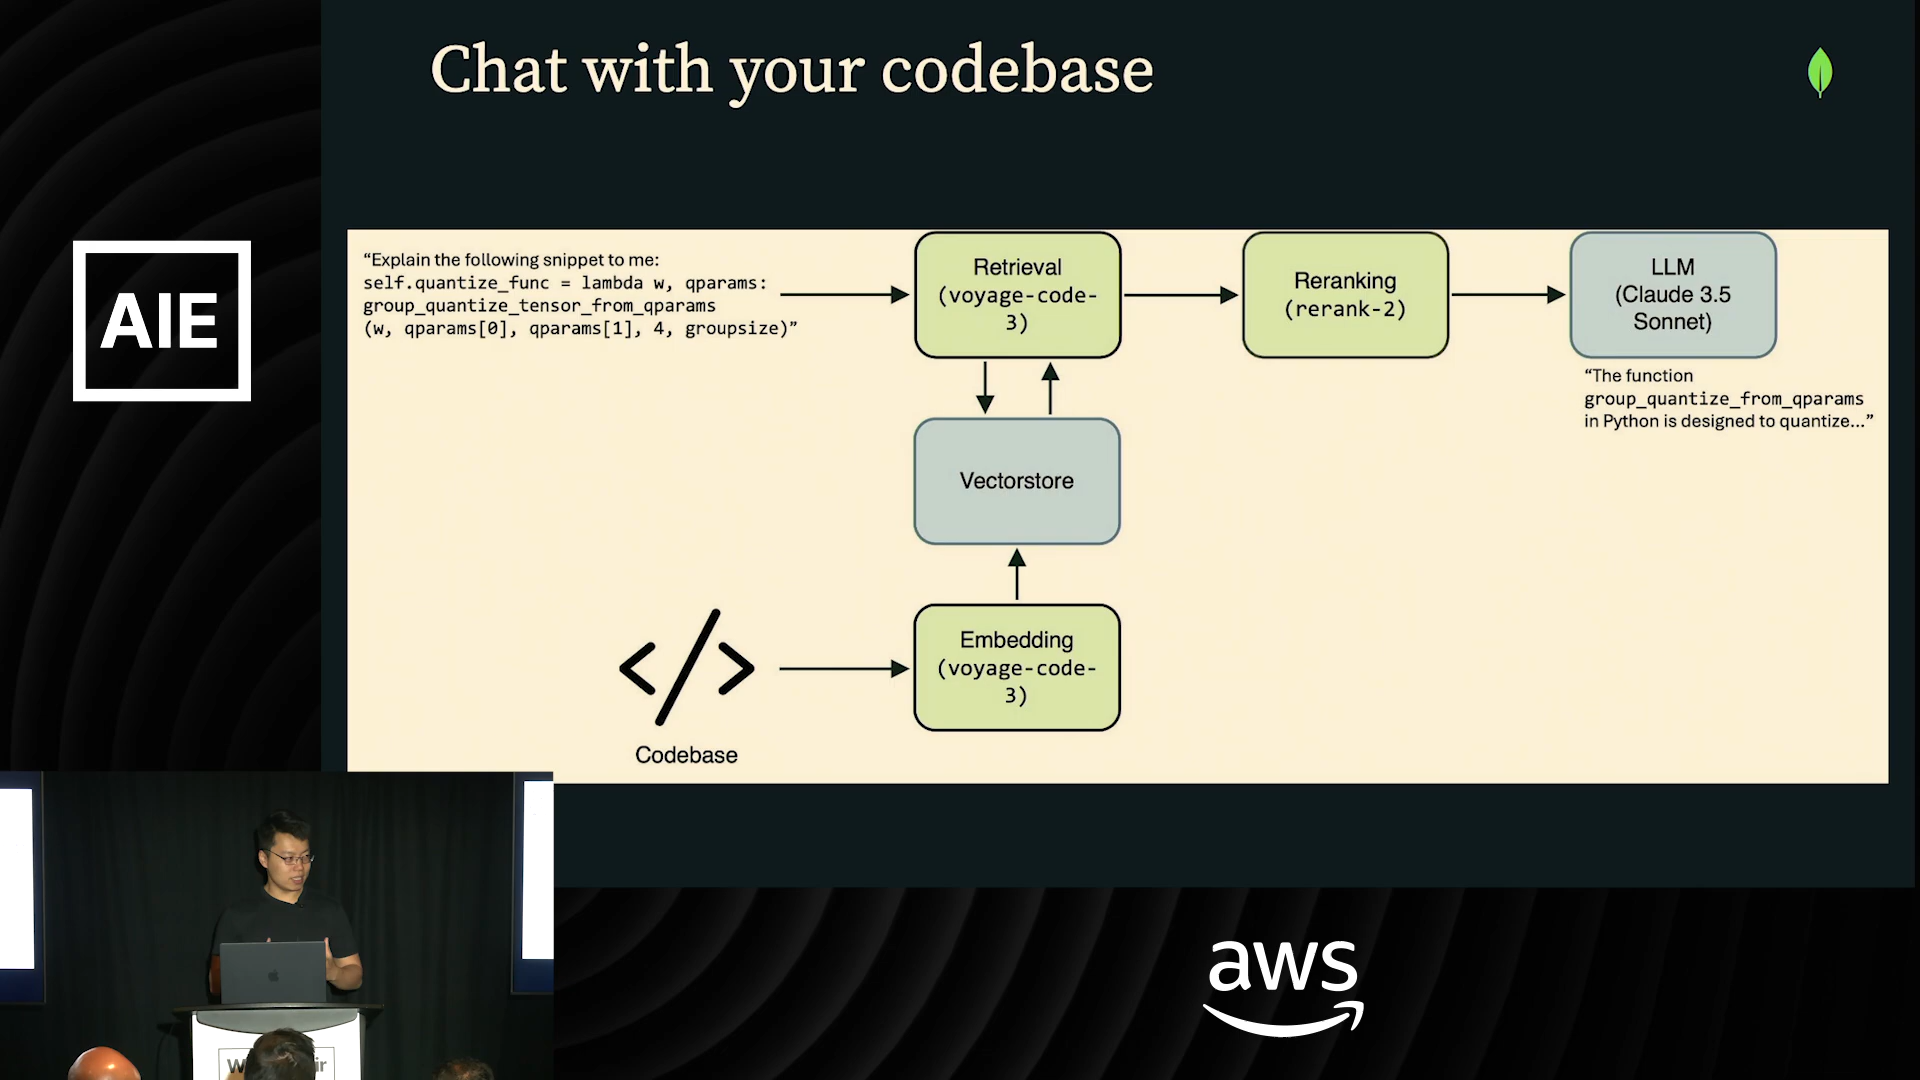 Chat with your codebase
AIE
“Explain the following snippet to me:
self.quantize_func = lambda w, qparams:
group_quantize_tensor_from_qparams
(w, qparams[0], qparams[1], 4, groupsize)”
Retrieval
(voyage-code-
3)
Reranking
(rerank-2)
LLM
(Claude 3.5
Sonnet)
“The function
group_quantize_from_qparams
in Python is designed to quantize...”
Vectorstore
Embedding
(voyage-code-
3)
Codebase
aws